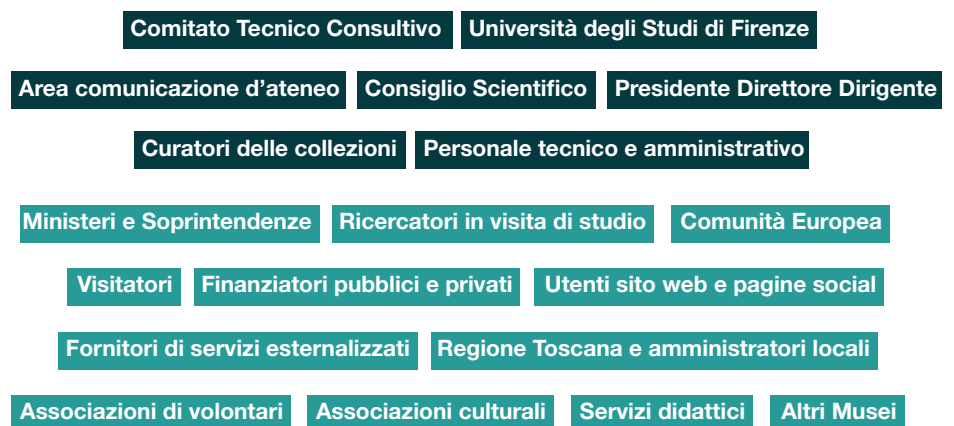 Comitato Tecnico Consultivo Università degli Studi di Firenze
Area comunicazione d'ateneo Consiglio Scientifico Presidente Direttore Dirigente
Curatori delle collezioni Personale tecnico e amministrativo
Ministeri e Soprintendenze Ricercatori in visita di studio Comunità Europea
Visitatori Finanziatori pubblici e privati Utenti sito web e pagine social
Fornitori di servizi esternalizzati Regione Toscana e amministratori locali
Associazioni di volontari Associazioni culturali Servizi didattici Altri Musei